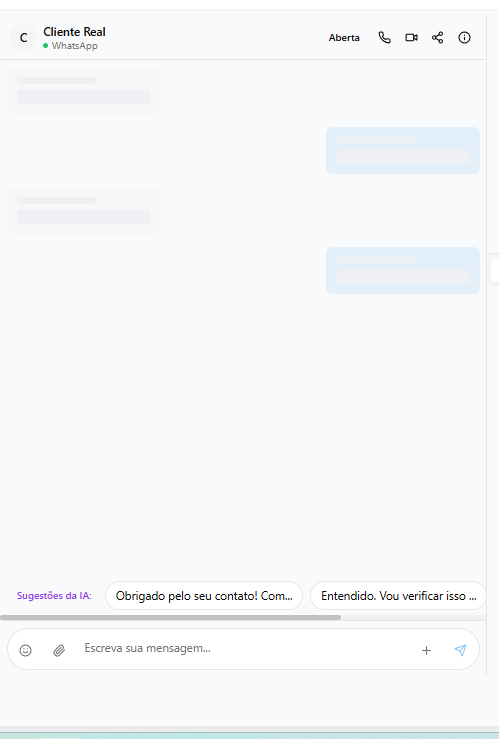 C
Cliente Real
WhatsApp
Aberta
Sugestões da IA:
Obrigado pelo seu contato! Com...
Entendido. Vou verificar isso ...
Escreva sua mensagem...